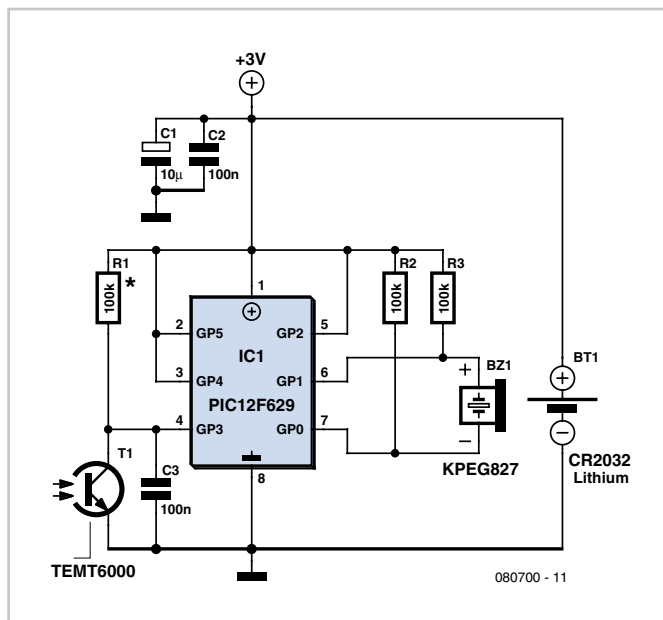 +3V
C1
C2
10µ
100n
R1
*
R2
R3
100k
100k
100k
1
2
GP5
GP2
5
IC1
3
GP4
GP1
6
PIC12F629
4
GP3
GP0
7
8
+
BZ1
−
KPEG827
BT1
CR2032
Lithium
T1
C3
100n
TEMT6000
080700 - 11